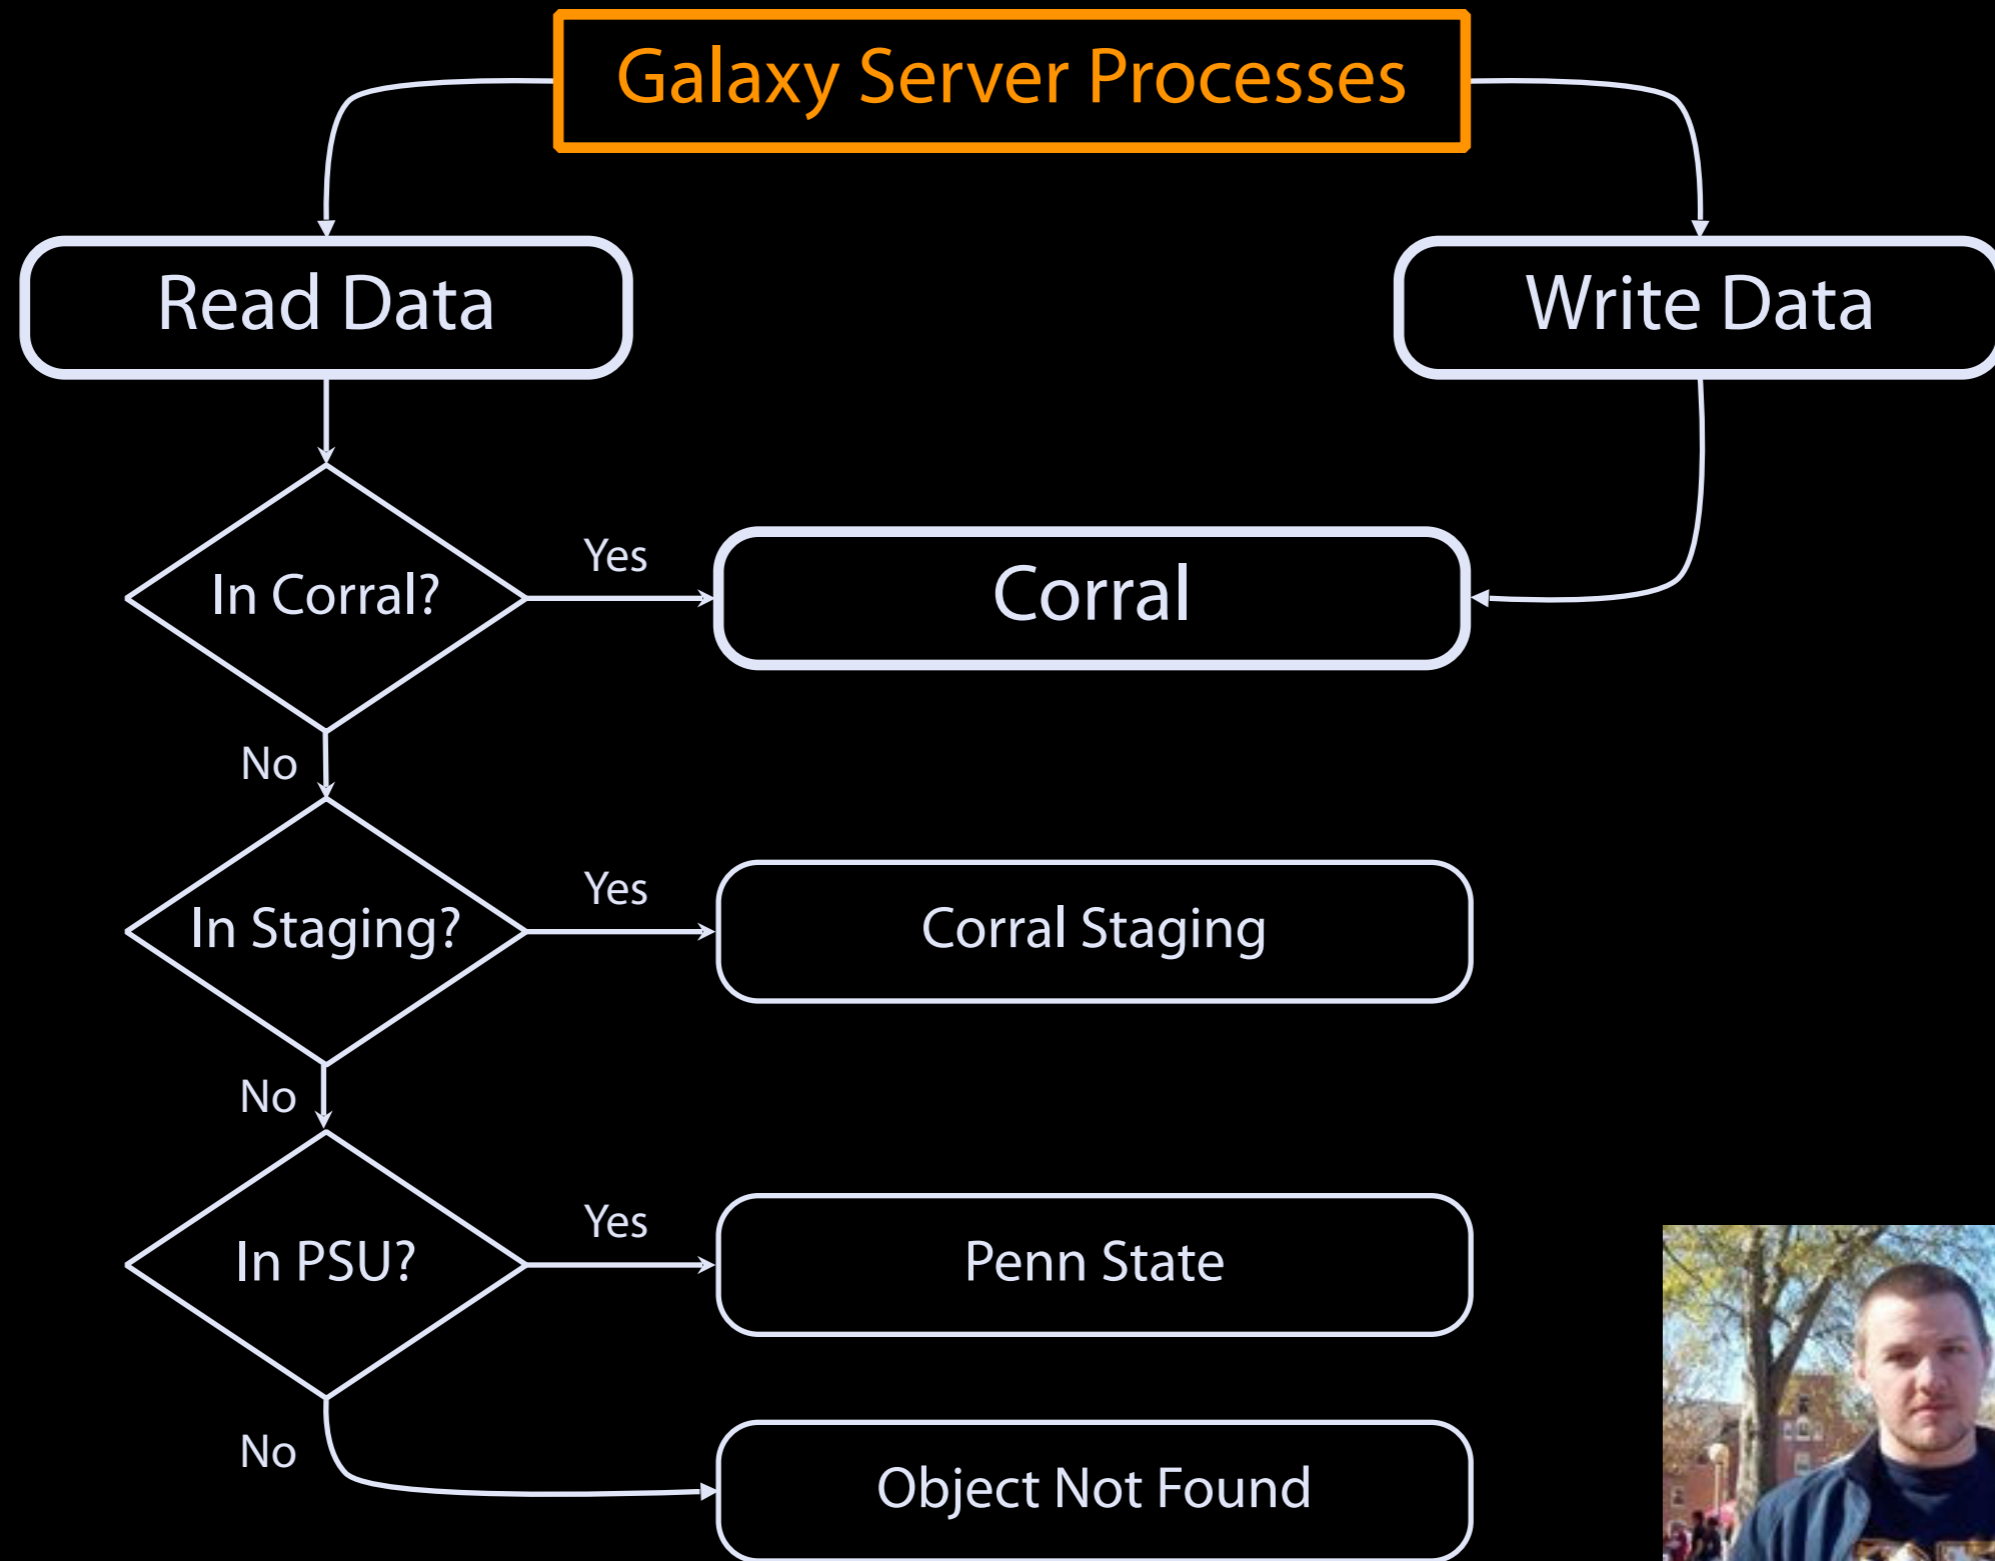 Galaxy Server Processes
Read Data
Write Data
In Corral?
Yes
Corral
No
In Staging?
Yes
Corral Staging
No
In PSU?
Yes
Penn State
No
Object Not Found